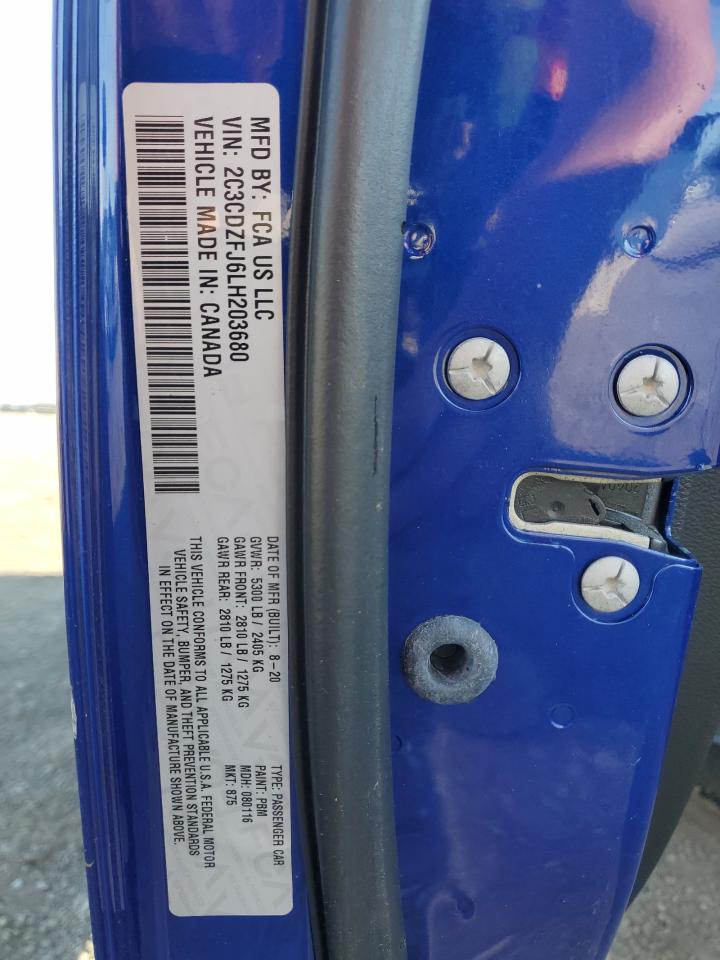 MFD BY: FCA US LLC
VIN: 2C3CDZFJ6LH203680
VEHICLE MADE IN: CANADA
DATE OF MFR (BUILT): 8-20
GVWR: 5300 LB / 2405 KG
GAWR FRONT: 2810 LB / 1275 KG
GAWR REAR: 2810 LB / 1275 KG
THIS VEHICLE CONFORMS TO ALL APPLICABLE U.S.A. FEDERAL MOTOR
VEHICLE SAFETY, BUMPER, AND THEFT PREVENTION STANDARDS
IN EFFECT ON THE DATE OF MANUFACTURE SHOWN ABOVE.
TYPE: PASSENGER CAR
PAINT: PBM
MDH: 080116
MKT: 875